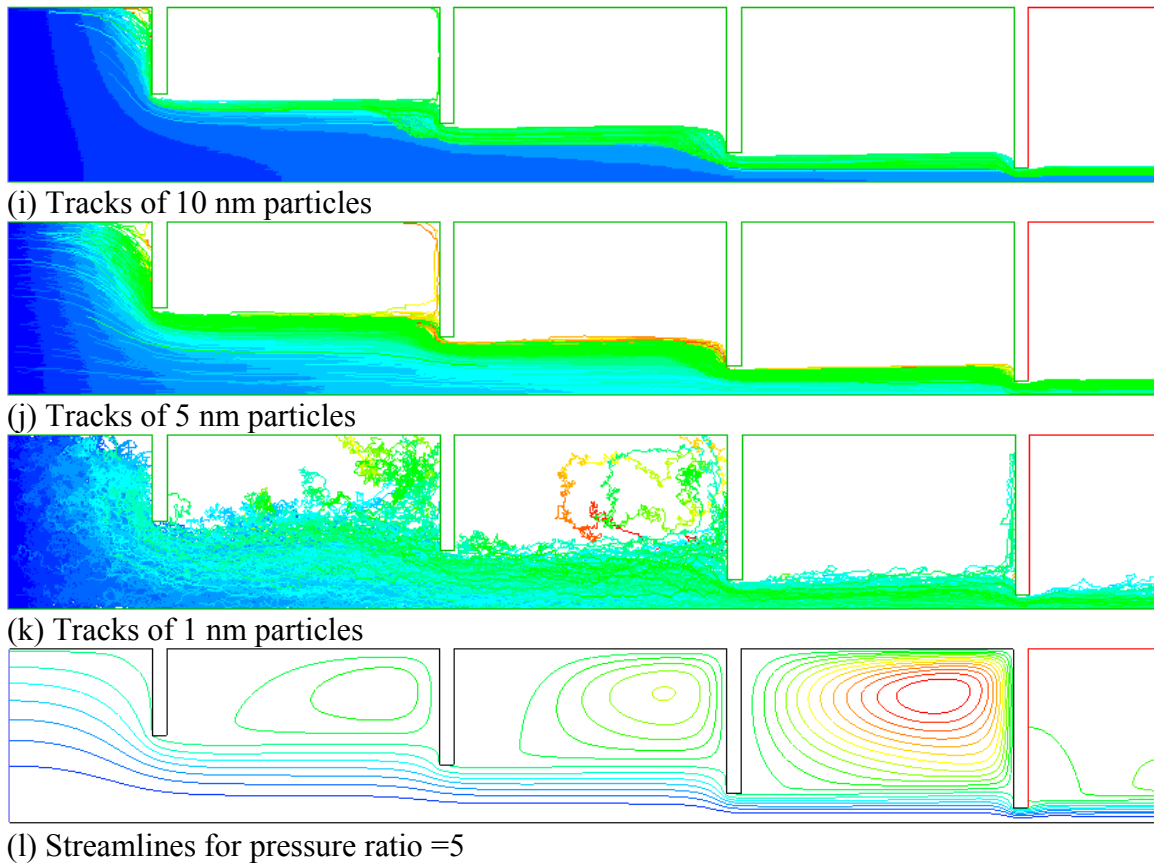 (i) Tracks of 10 nm particles
(j) Tracks of 5 nm particles
(k) Tracks of 1 nm particles
(l) Streamlines for pressure ratio =5